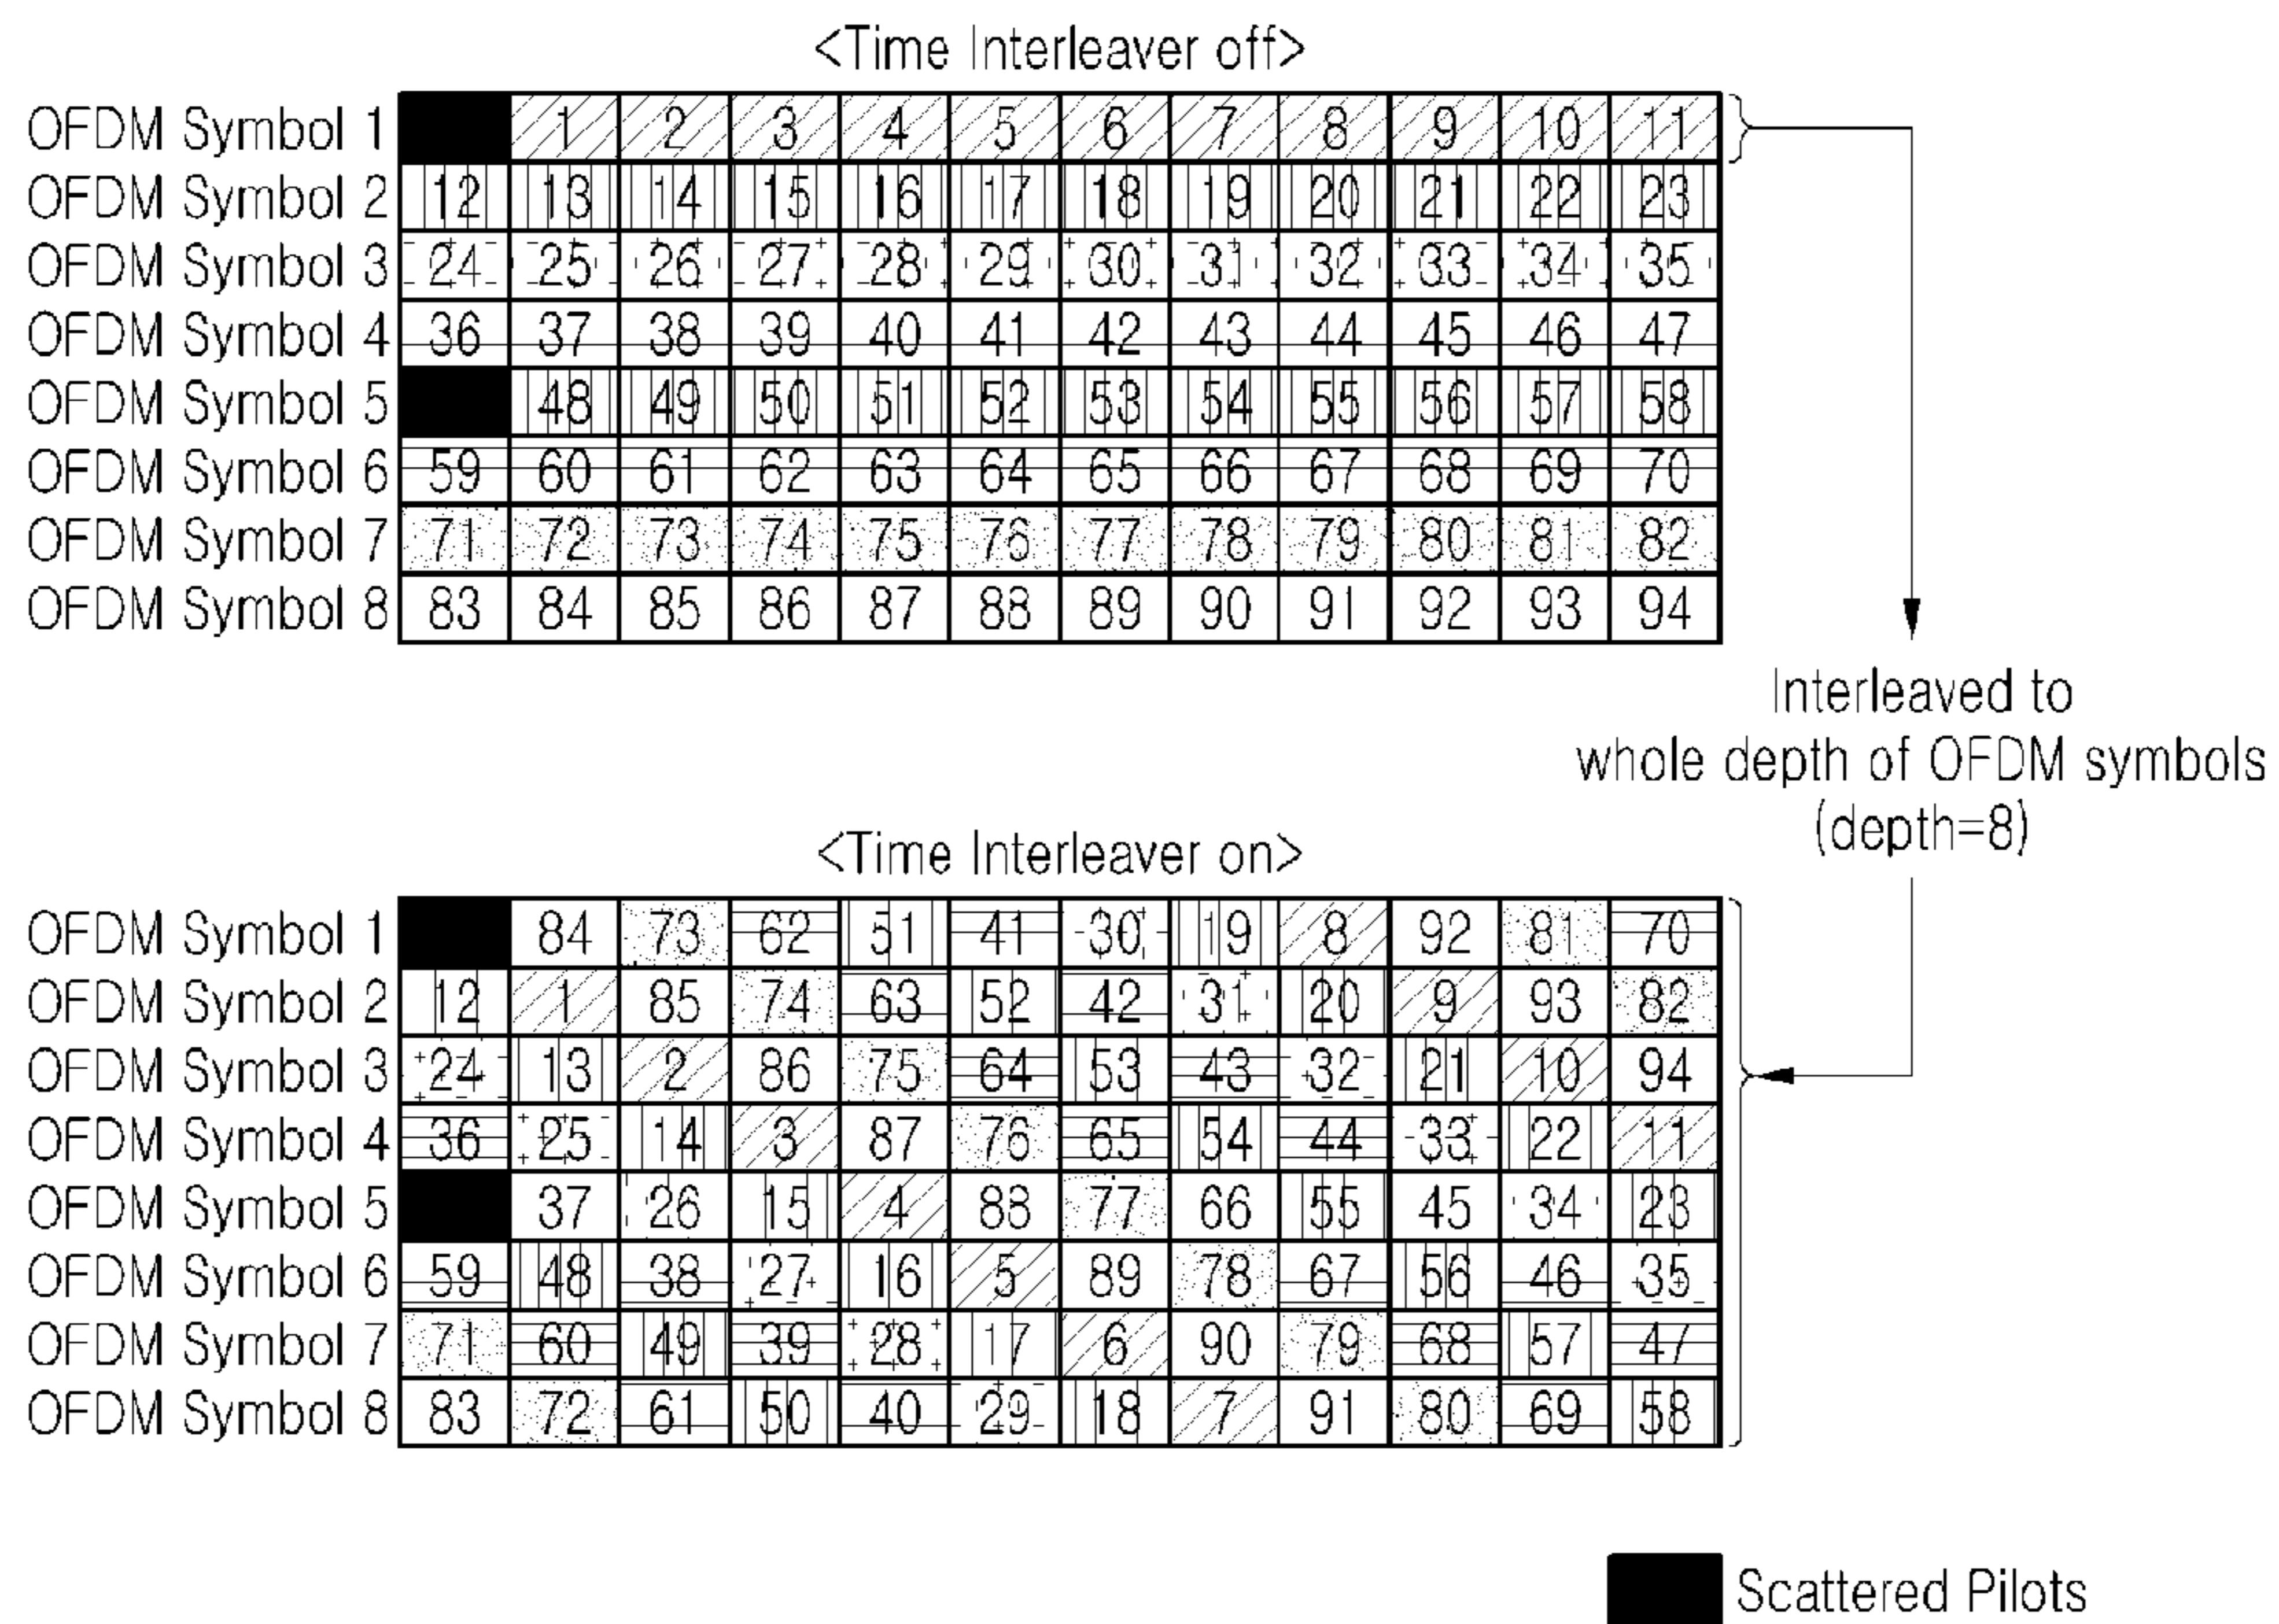 <Time Interleaver off>
OFDM Symbol 1 1 2 3 4 5 6 7 8 9 10 11
OFDM Symbol 2 12 13 14 15 16 17 18 19 20 21 22 23
OFDM Symbol 3 24 25 26 27 28 29 30 31 32 33 34 35
OFDM Symbol 4 36 37 38 39 40 41 42 43 44 45 46 47
OFDM Symbol 5 48 49 50 51 52 53 54 55 56 57 58
OFDM Symbol 6 59 60 61 62 63 64 65 66 67 68 69 70
OFDM Symbol 7 71 72 73 74 75 76 77 78 79 80 81 82
OFDM Symbol 8 83 84 85 86 87 88 89 90 91 92 93 94
Interleaved to
whole depth of OFDM symbols
(depth=8)
<Time Interleaver on>
OFDM Symbol 1 84 73 62 51 41 30 19 8 92 81 70
OFDM Symbol 2 12 1 85 74 63 52 42 31 20 9 93 82
OFDM Symbol 3 24 13 2 86 75 64 53 43 32 21 10 94
OFDM Symbol 4 36 25 14 3 87 76 65 54 44 33 22 11
OFDM Symbol 5 37 26 15 4 88 77 66 55 45 34 23
OFDM Symbol 6 59 48 38 27 16 5 89 78 67 56 46 35
OFDM Symbol 7 71 60 49 39 28 17 6 90 79 68 57 47
OFDM Symbol 8 83 72 61 50 40 29 18 7 91 80 69 58
Scattered Pilots